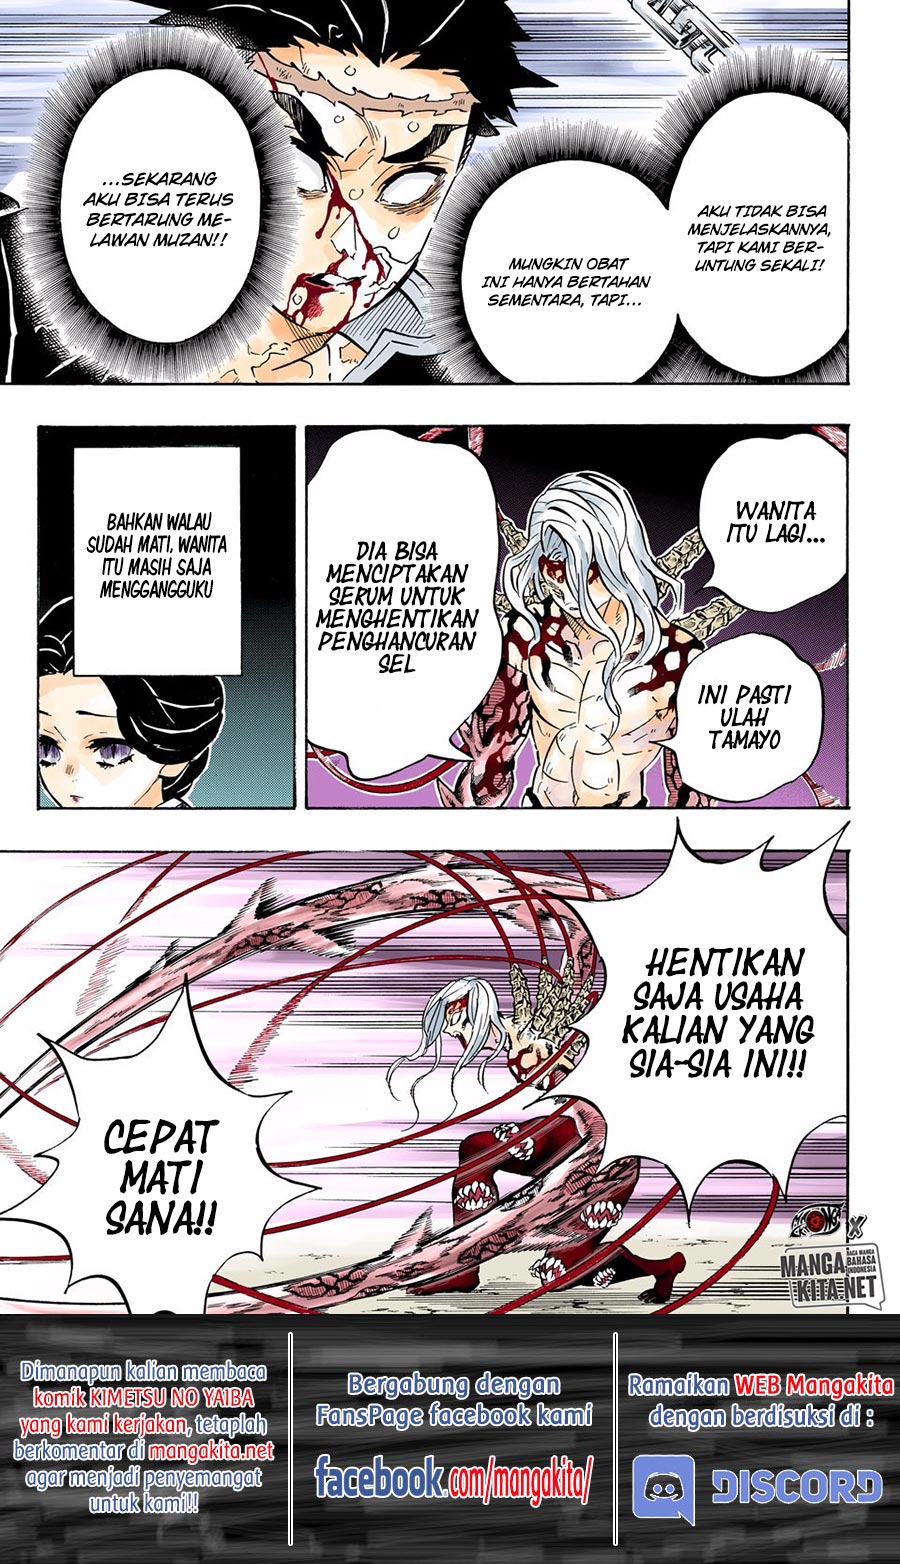 AKU TIDAK BISA
MENJELASKANNYA,
TAPI KAMI BER-
UNTUNG SEKALI!
MUNGKIN OBAT
INI HANYA BERTAHAN
SEMENTARA, TAPI...
...SEKARANG
AKU BISA TERUS
BERTARUNG ME-
LAWAN MUZAN!!
WANITA
ITU LAGI...
INI PASTI
ULAH
TAMAYO
DIA BISA
MENCIPTAKAN
SERUM UNTUK
MENGHENTIKAN
PENGHANCURAN
SEL
BAHKAN WALAU
SUDAH MATI, WANITA
ITU MASIH SAJA
MENGGANGGUKU
HENTIKAN
SAJA USAHA
KALIAN YANG
SIA-SIA INI!!
CEPAT
MATI
SANA!!
X
MANGA
KITA.NET
BACA MANGA
BAHASA
INDONESIA
Dimanapun kalian membaca
komik KIMETSU NO YAIBA
yang kami kerjakan, tetaplah
berkomentar di mangakita.net
agar menjadi penyemangat
untuk kami!!
Bergabung dengan
FansPage facebook kami
facebook.com/mangakita/
Ramaikan WEB Mangakita
dengan berdisuksi di :
DISCORD